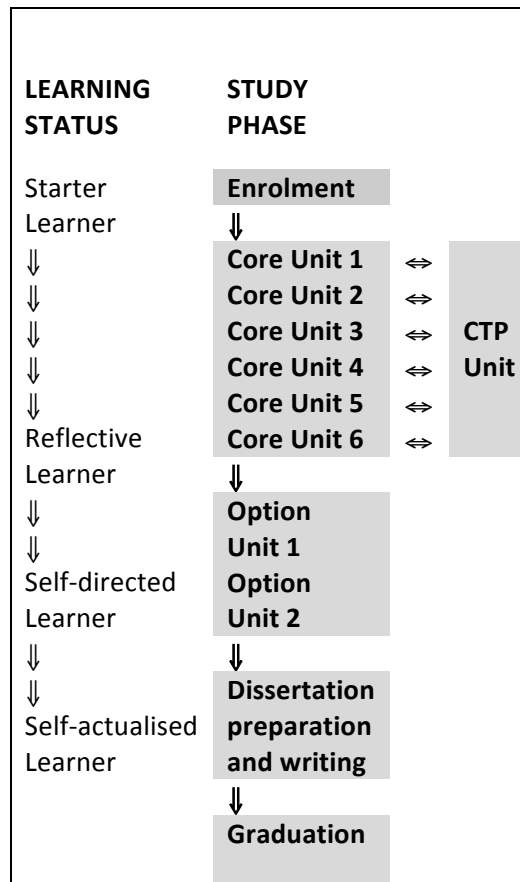 LEARNING STUDY
STATUS PHASE
Starter Enrolment
Learner ⇓
⇓ Core Unit 1 ⇔
⇓ Core Unit 2 ⇔
⇓ Core Unit 3 ⇔ CTP
⇓ Core Unit 4 ⇔ Unit
⇓ Core Unit 5 ⇔
Reflective Core Unit 6 ⇔
Learner ⇓
⇓ Option
⇓ Unit 1
Self-directed Option
Learner Unit 2
⇓ ⇓
⇓ Dissertation
Self-actualised preparation
Learner and writing
⇓
Graduation